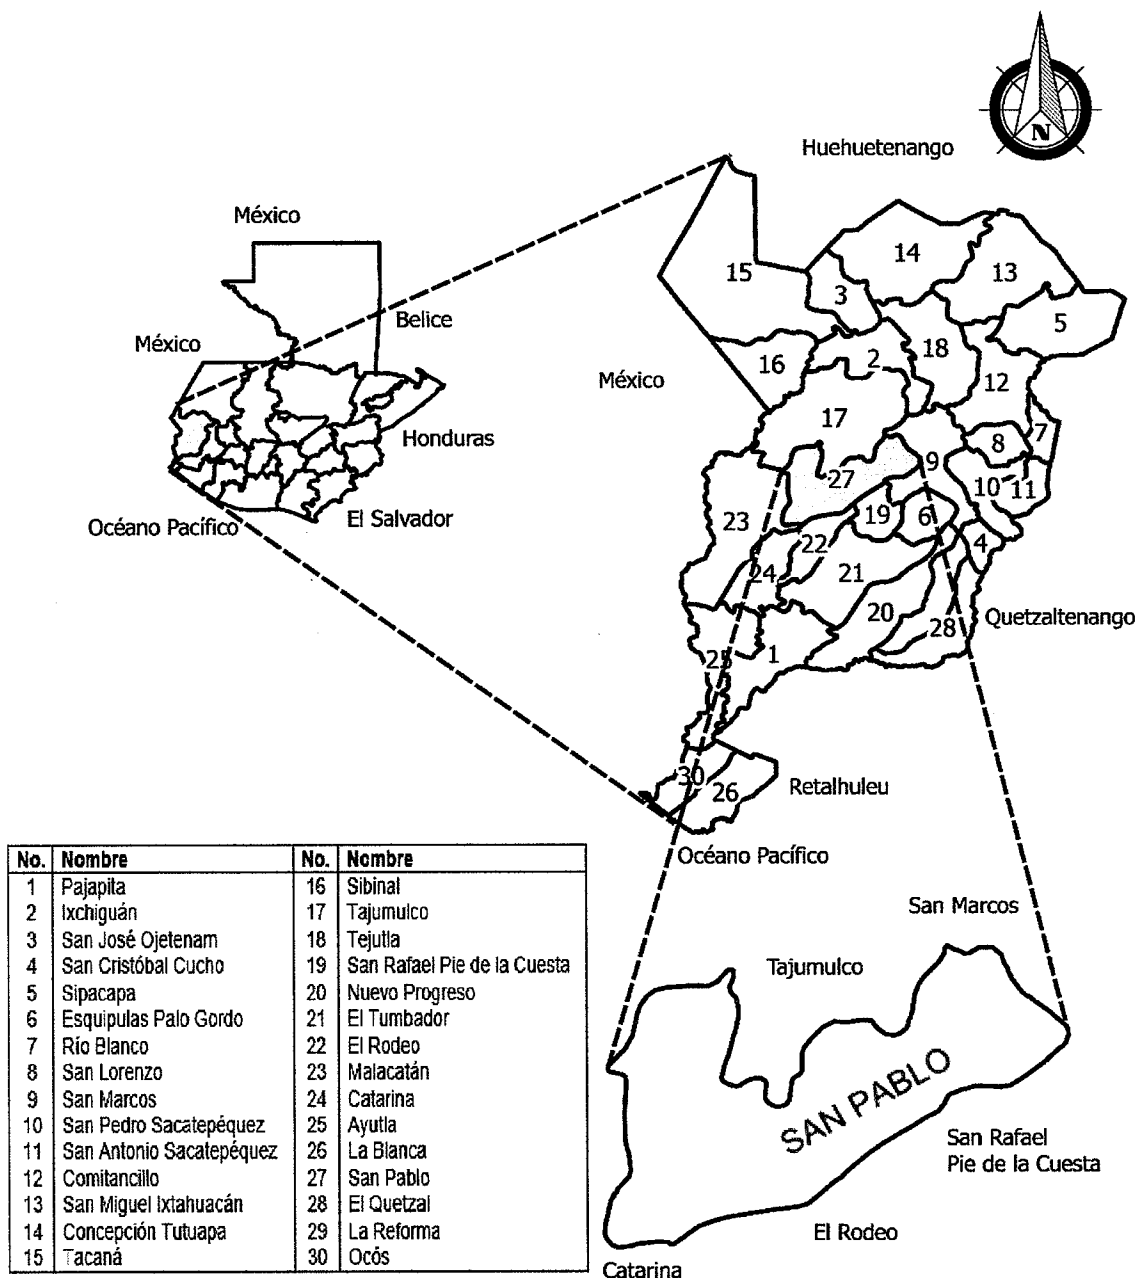 N
Huehuetenango
México
Belice
México
Honduras
El Salvador
Océano Pacífico
México
15
14
13
3
5
16
2
18
12
17
8
7
9
27
10
11
23
19
6
22
4
24
21
20
28
Quetzaltenango
25
1
30
26
Retalhuleu
Océano Pacífico
No. Nombre No. Nombre
1 Pajapita 16 Sibinal
2 Ixchiguán 17 Tajumulco
3 San José Ojetenam 18 Tejutla
4 San Cristóbal Cucho 19 San Rafael Pie de la Cuesta
5 Sipacapa 20 Nuevo Progreso
6 Esquipulas Palo Gordo 21 El Tumbador
7 Río Blanco 22 El Rodeo
8 San Lorenzo 23 Malacatán
9 San Marcos 24 Catarina
10 San Pedro Sacatepéquez 25 Ayutla
11 San Antonio Sacatepéquez 26 La Blanca
12 Comitancillo 27 San Pablo
13 San Miguel Ixtahuacán 28 El Quetzal
14 Concepción Tutuapa 29 La Reforma
15 Tacaná 30 Ocós
San Marcos
Tajumulco
SAN PABLO
San Rafael
Pie de la Cuesta
El Rodeo
Catarina